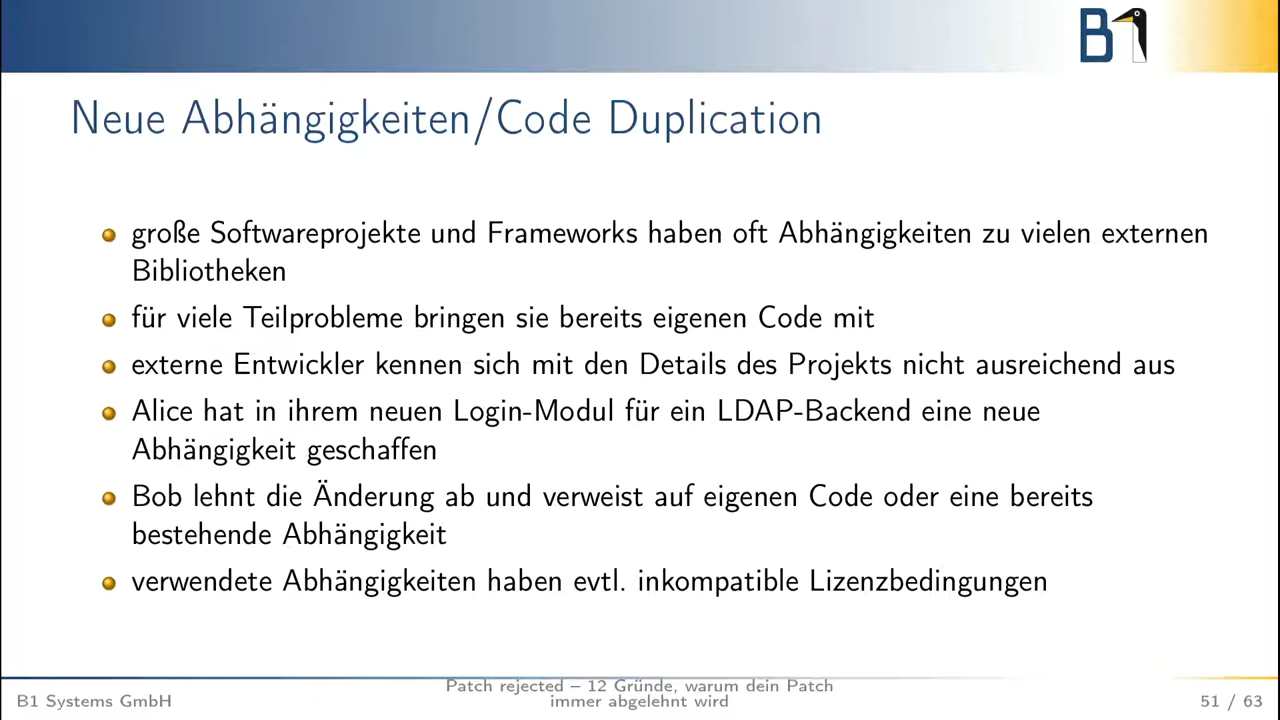 B1
Neue Abhängigkeiten/Code Duplication
große Softwareprojekte und Frameworks haben oft Abhängigkeiten zu vielen externen
Bibliotheken
für viele Teilprobleme bringen sie bereits eigenen Code mit
externe Entwickler kennen sich mit den Details des Projekts nicht ausreichend aus
Alice hat in ihrem neuen Login-Modul für ein LDAP-Backend eine neue
Abhängigkeit geschaffen
Bob lehnt die Änderung ab und verweist auf eigenen Code oder eine bereits
bestehende Abhängigkeit
verwendete Abhängigkeiten haben evtl. inkompatible Lizenzbedingungen
B1 Systems GmbH
Patch rejected – 12 Gründe, warum dein Patch
immer abgelehnt wird
51 / 63